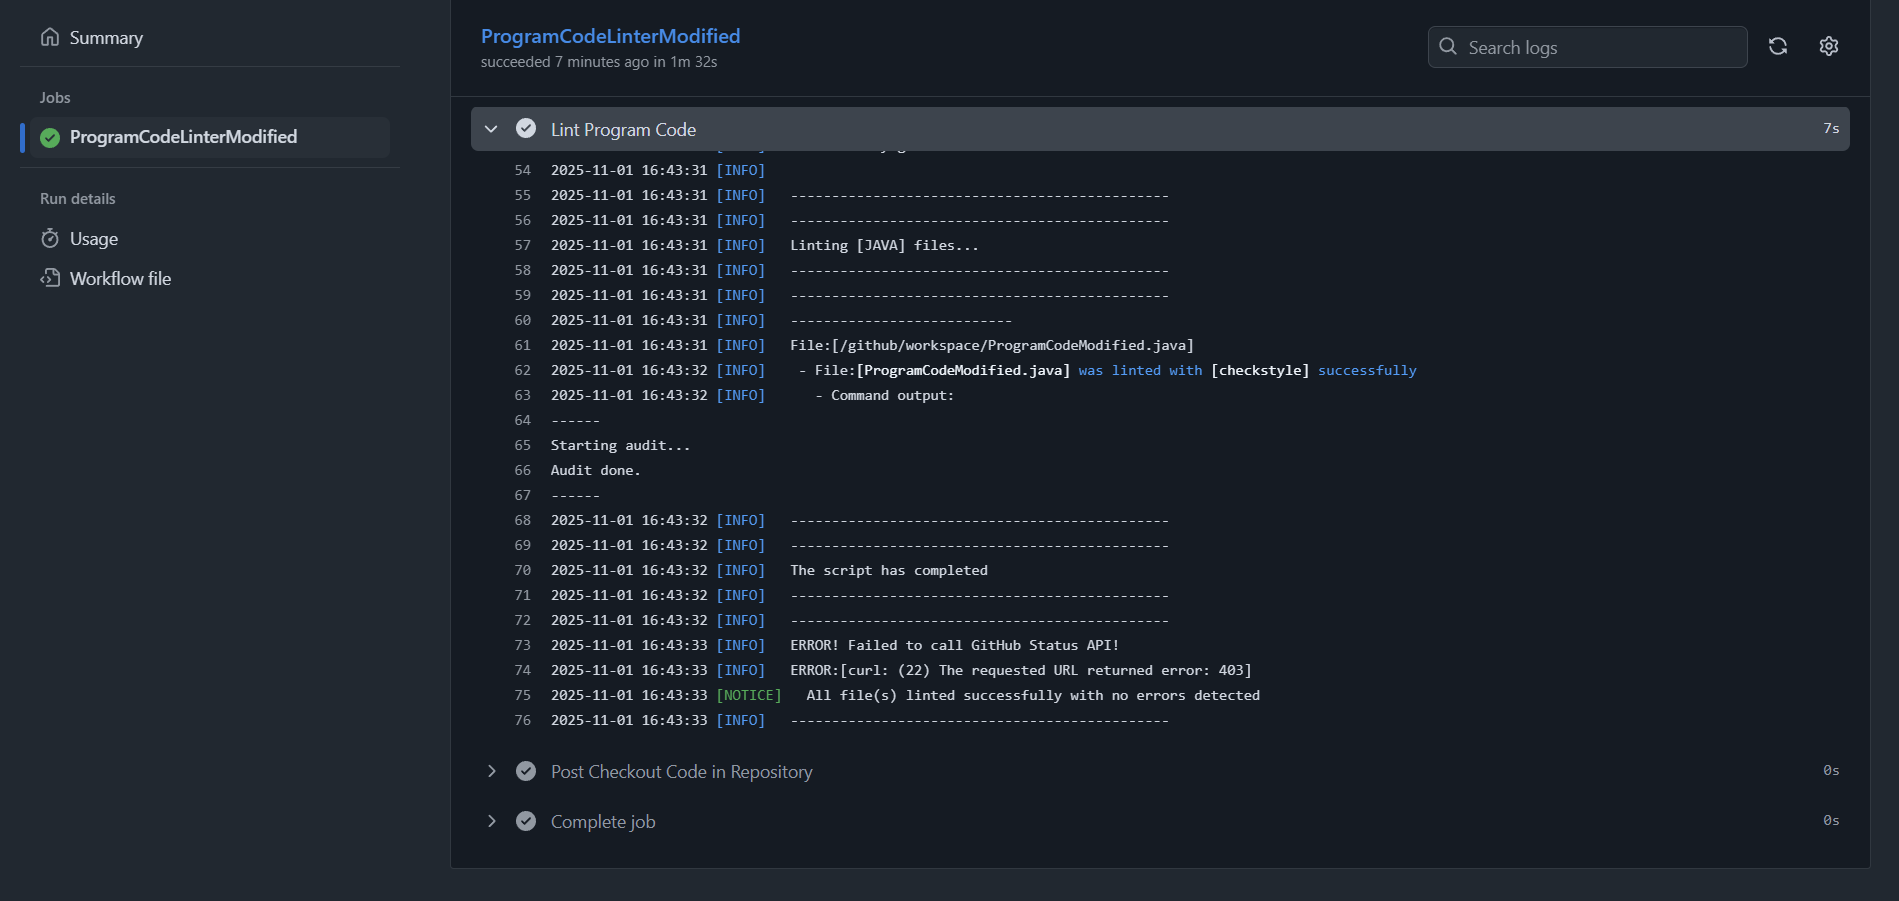 Summary
Jobs
ProgramCodeLinterModified
Run details
Usage
Workflow file
ProgramCodeLinterModified
succeeded 7 minutes ago in 1m 32s
Search logs
Lint Program Code 7s
54 2025-11-01 16:43:31 [INFO]
55 2025-11-01 16:43:31 [INFO] ----------------------------------------------
56 2025-11-01 16:43:31 [INFO] ----------------------------------------------
57 2025-11-01 16:43:31 [INFO] Linting [JAVA] files...
58 2025-11-01 16:43:31 [INFO] ----------------------------------------------
59 2025-11-01 16:43:31 [INFO] ----------------------------------------------
60 2025-11-01 16:43:31 [INFO] ---------------------------
61 2025-11-01 16:43:31 [INFO] File:[/github/workspace/ProgramCodeModified.java]
62 2025-11-01 16:43:32 [INFO] - File:[ProgramCodeModified.java] was linted with [checkstyle] successfully
63 2025-11-01 16:43:32 [INFO] - Command output:
64 ------
65 Starting audit...
66 Audit done.
67 ------
68 2025-11-01 16:43:32 [INFO] ----------------------------------------------
69 2025-11-01 16:43:32 [INFO] ----------------------------------------------
70 2025-11-01 16:43:32 [INFO] The script has completed
71 2025-11-01 16:43:32 [INFO] ----------------------------------------------
72 2025-11-01 16:43:32 [INFO] ----------------------------------------------
73 2025-11-01 16:43:33 [INFO] ERROR! Failed to call GitHub Status API!
74 2025-11-01 16:43:33 [INFO] ERROR:[curl: (22) The requested URL returned error: 403]
75 2025-11-01 16:43:33 [NOTICE] All file(s) linted successfully with no errors detected
76 2025-11-01 16:43:33 [INFO] ----------------------------------------------
Post Checkout Code in Repository 0s
Complete job 0s